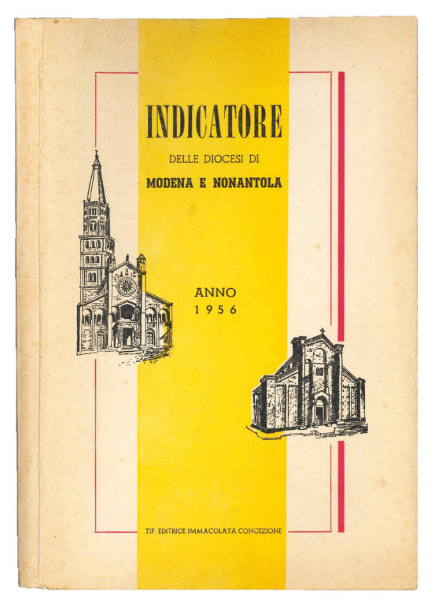 INDICATORE
DELLE DIOCESI DI
MODENA E NONANTOLA
ANNO
1956
TIP. EDITRICE IMMACOLATA CONCEZIONE